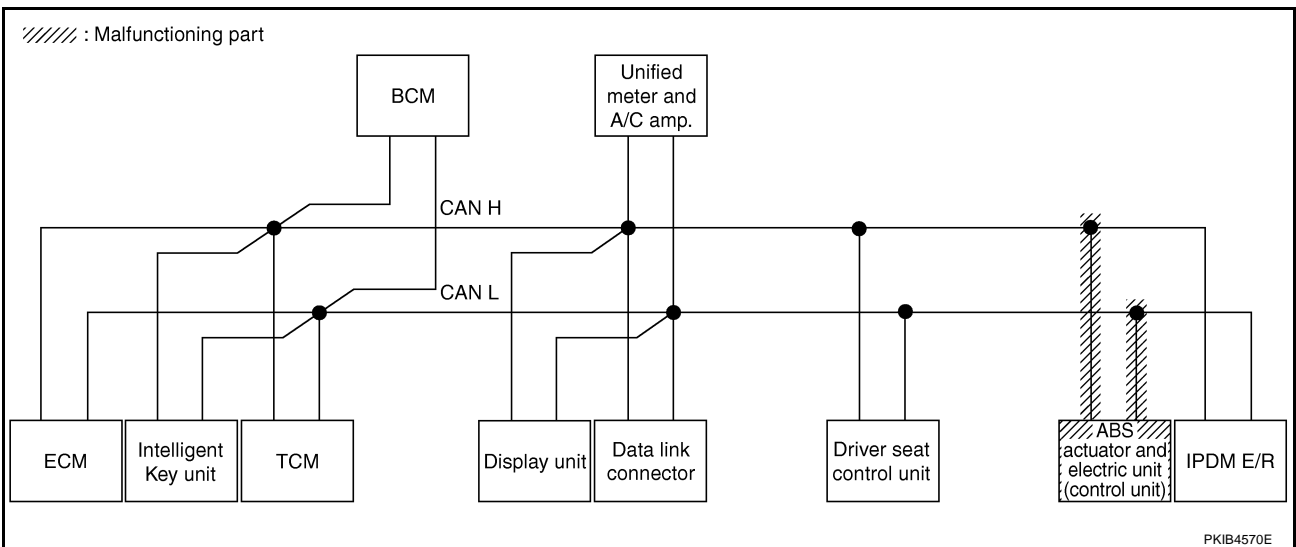 : Malfunctioning part
BCM
Unified
meter and
A/C amp.
CAN H
CAN L
ECM
Intelligent
Key unit
TCM
Display unit
Data link
connector
Driver seat
control unit
ABS
actuator and
electric unit
(control unit)
IPDM E/R
PKIB4570E